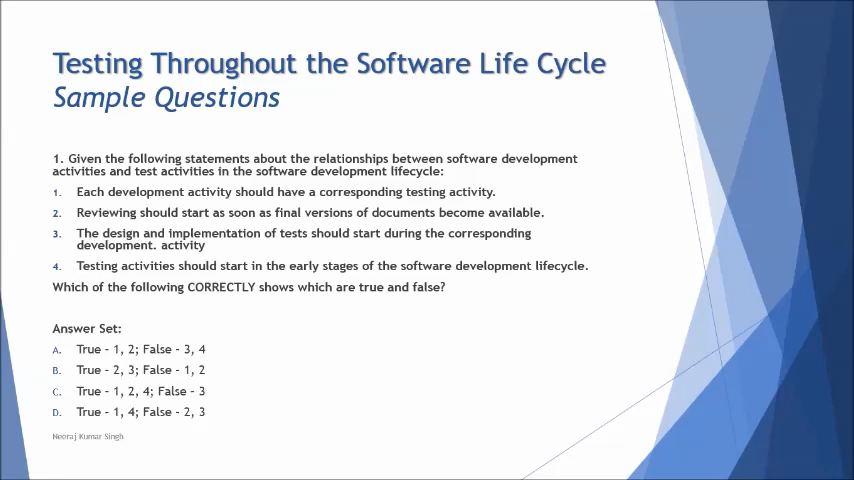 Testing Throughout the Software Life Cycle
Sample Questions
1. Given the following statements about the relationships between software development
activities and test activities in the software development lifecycle:
1. Each development activity should have a corresponding testing activity.
2. Reviewing should start as soon as final versions of documents become available.
3. The design and implementation of tests should start during the corresponding
development. activity
4. Testing activities should start in the early stages of the software development lifecycle.
Which of the following CORRECTLY shows which are true and false?
Answer Set:
A. True - 1, 2; False - 3, 4
B. True - 2, 3; False - 1, 2
C. True - 1, 2, 4; False - 3
D. True - 1, 4; False - 2, 3
Neeraj Kumar Singh